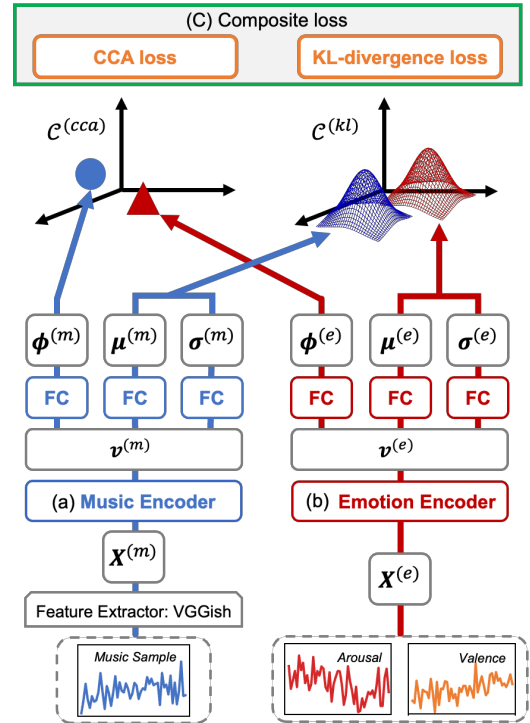 (C) Composite loss
CCA loss KL-divergence loss
𝒞^(cca) 𝒞^(kl)
ϕ^(m) μ^(m) σ^(m) ϕ^(e) μ^(e) σ^(e)
FC FC FC FC FC FC
v^(m) v^(e)
(a) Music Encoder (b) Emotion Encoder
X^(m) X^(e)
Feature Extractor: VGGish
Music Sample Arousal Valence